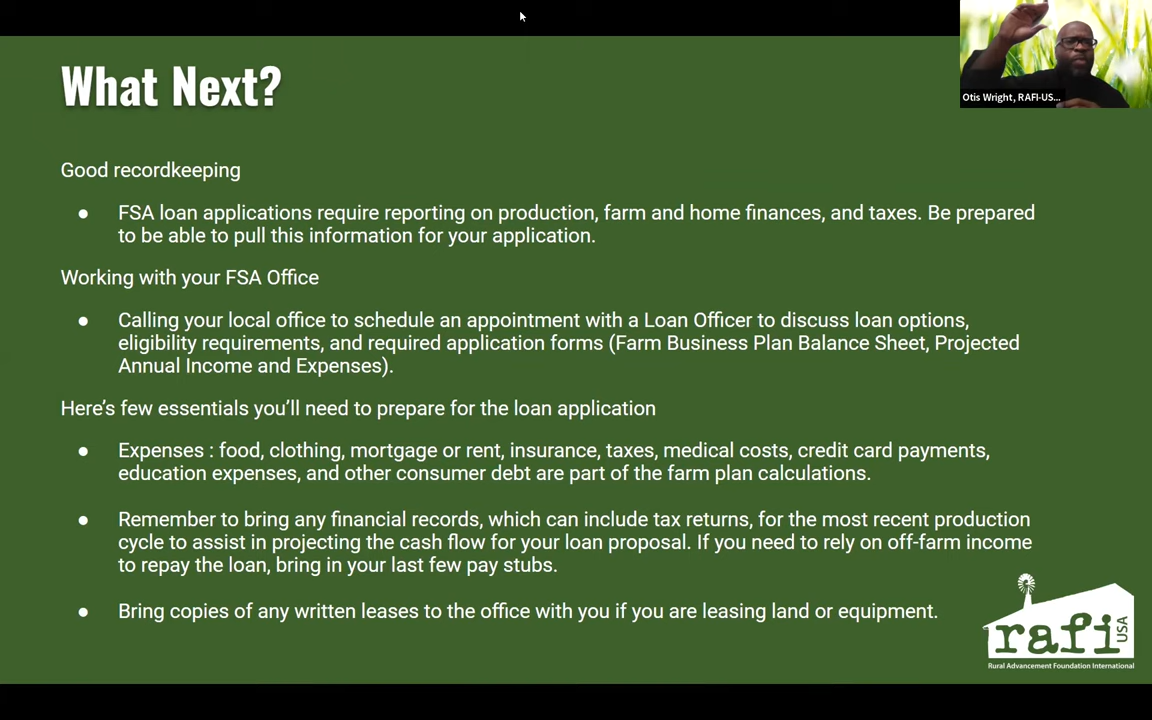 Otis Wright, RAFI-US...
What Next?
Good recordkeeping
● FSA loan applications require reporting on production, farm and home finances, and taxes. Be prepared
to be able to pull this information for your application.
Working with your FSA Office
● Calling your local office to schedule an appointment with a Loan Officer to discuss loan options,
eligibility requirements, and required application forms (Farm Business Plan Balance Sheet, Projected
Annual Income and Expenses).
Here's few essentials you'll need to prepare for the loan application
● Expenses : food, clothing, mortgage or rent, insurance, taxes, medical costs, credit card payments,
education expenses, and other consumer debt are part of the farm plan calculations.
● Remember to bring any financial records, which can include tax returns, for the most recent production
cycle to assist in projecting the cash flow for your loan proposal. If you need to rely on off-farm income
to repay the loan, bring in your last few pay stubs.
● Bring copies of any written leases to the office with you if you are leasing land or equipment.
rafi
USA
Rural Advancement Foundation International